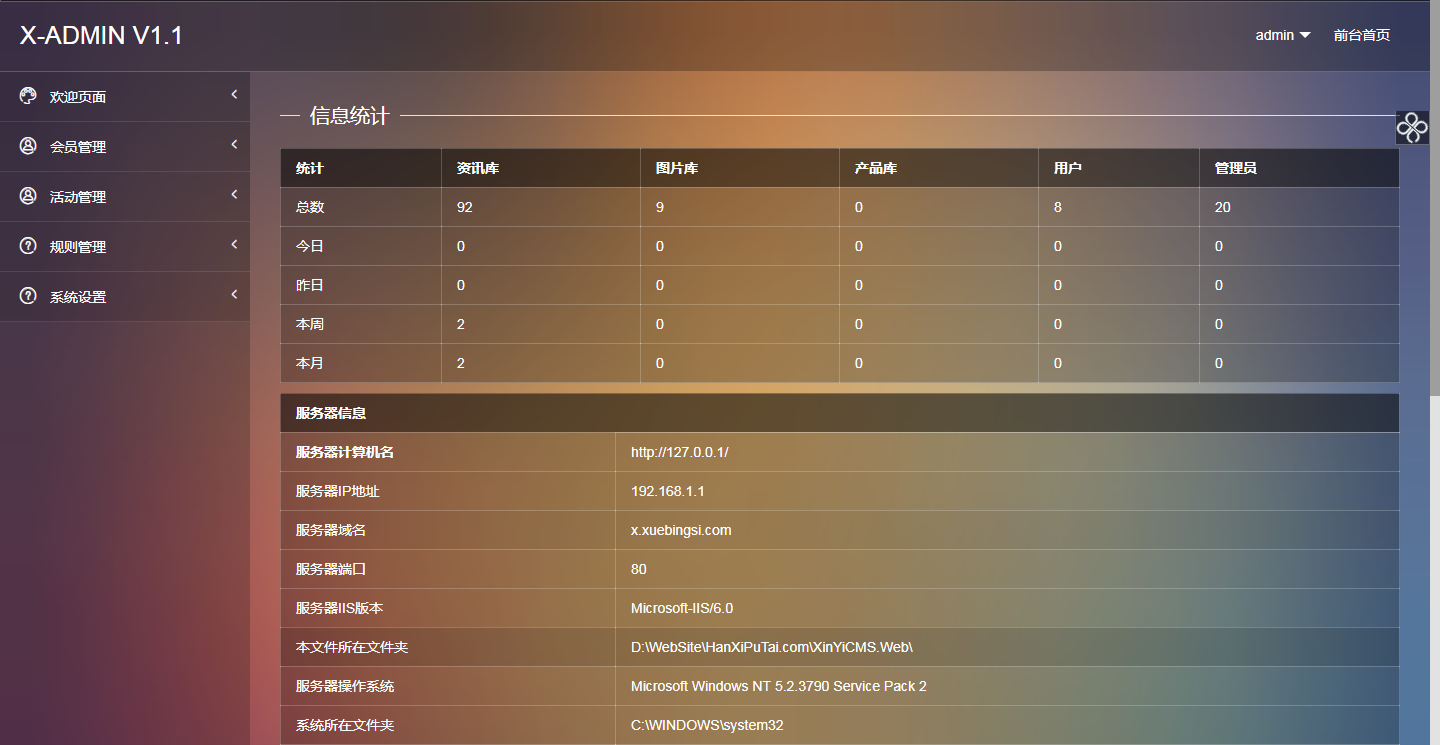 X-ADMIN V1.1
admin 前台首页
欢迎页面
会员管理
活动管理
规则管理
系统设置
信息统计
统计 资讯库 图片库 产品库 用户 管理员
总数 92 9 0 8 20
今日 0 0 0 0 0
昨日 0 0 0 0 0
本周 2 0 0 0 0
本月 2 0 0 0 0
服务器信息
服务器计算机名 http://127.0.0.1/
服务器IP地址 192.168.1.1
服务器域名 x.xuebingsi.com
服务器端口 80
服务器IIS版本 Microsoft-IIS/6.0
本文件所在文件夹 D:\WebSite\HanXiPuTai.com\XinYiCMS.Web\
服务器操作系统 Microsoft Windows NT 5.2.3790 Service Pack 2
系统所在文件夹 C:\WINDOWS\system32